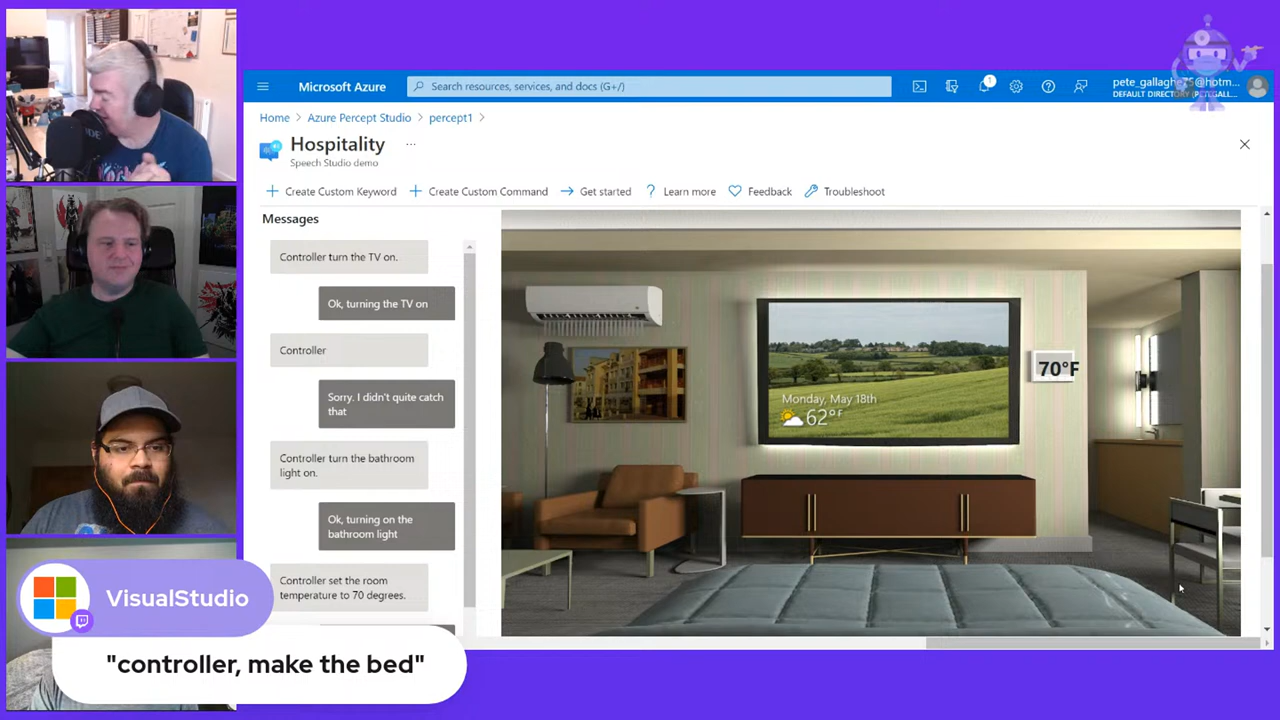 Microsoft Azure
Search resources, services, and docs (G+/)
1
pete_gallaghe75@hotm...
DEFAULT DIRECTORY (PETEGALL...
Home > Azure Percept Studio > percept1 >
Hospitality ...
Speech Studio demo
+ Create Custom Keyword + Create Custom Command → Get started ? Learn more Feedback Troubleshoot
Messages
Controller turn the TV on.
Ok, turning the TV on
Controller
Sorry. I didn't quite catch
that
Controller turn the bathroom
light on.
Ok, turning on the
bathroom light
Controller set the room
temperature to 70 degrees.
70°F
Monday, May 18th
62°F
VisualStudio
"controller, make the bed"